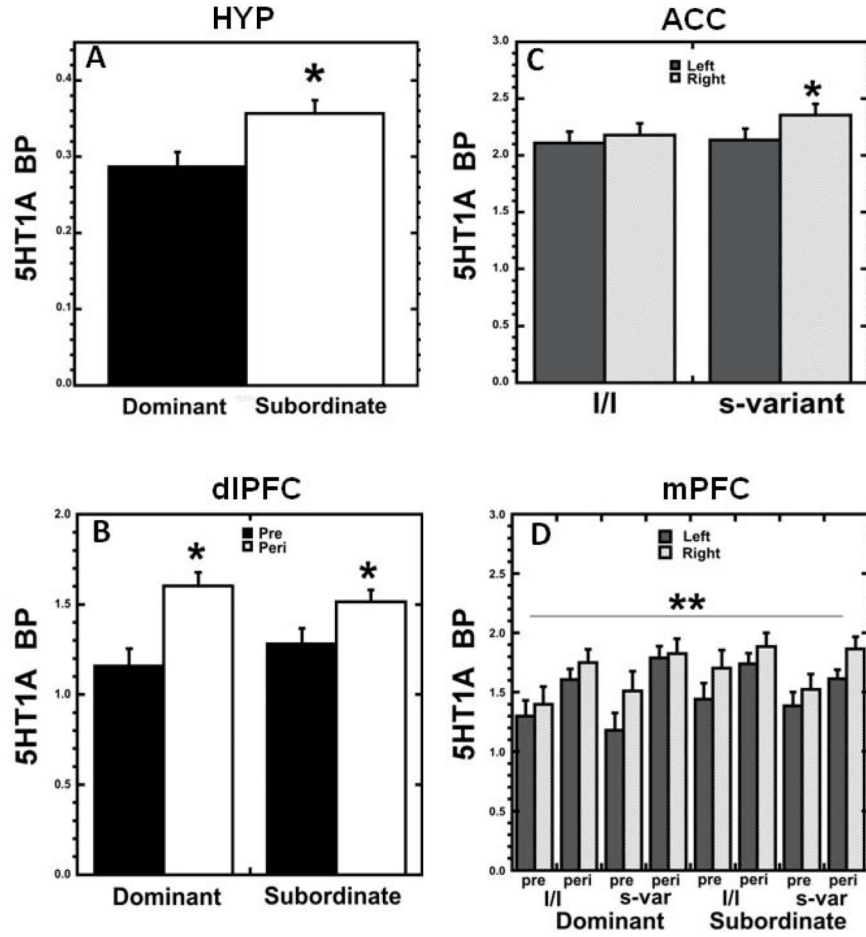 HYP
A
*
5HT1A BP
0.4
0.3
0.2
0.1
0.0
Dominant Subordinate
ACC
C
Left
Right
*
5HT1A BP
3.0
2.5
2.0
1.5
1.0
0.5
0.0
l/l s-variant
dlPFC
B
Pre
Peri
* *
5HT1A BP
2.0
1.5
1.0
0.5
0.0
Dominant Subordinate
mPFC
D
Left
Right
**
5HT1A BP
3.0
2.5
2.0
1.5
1.0
0.5
0.0
pre peri pre peri pre peri pre peri
l/l s-var l/l s-var
Dominant Subordinate